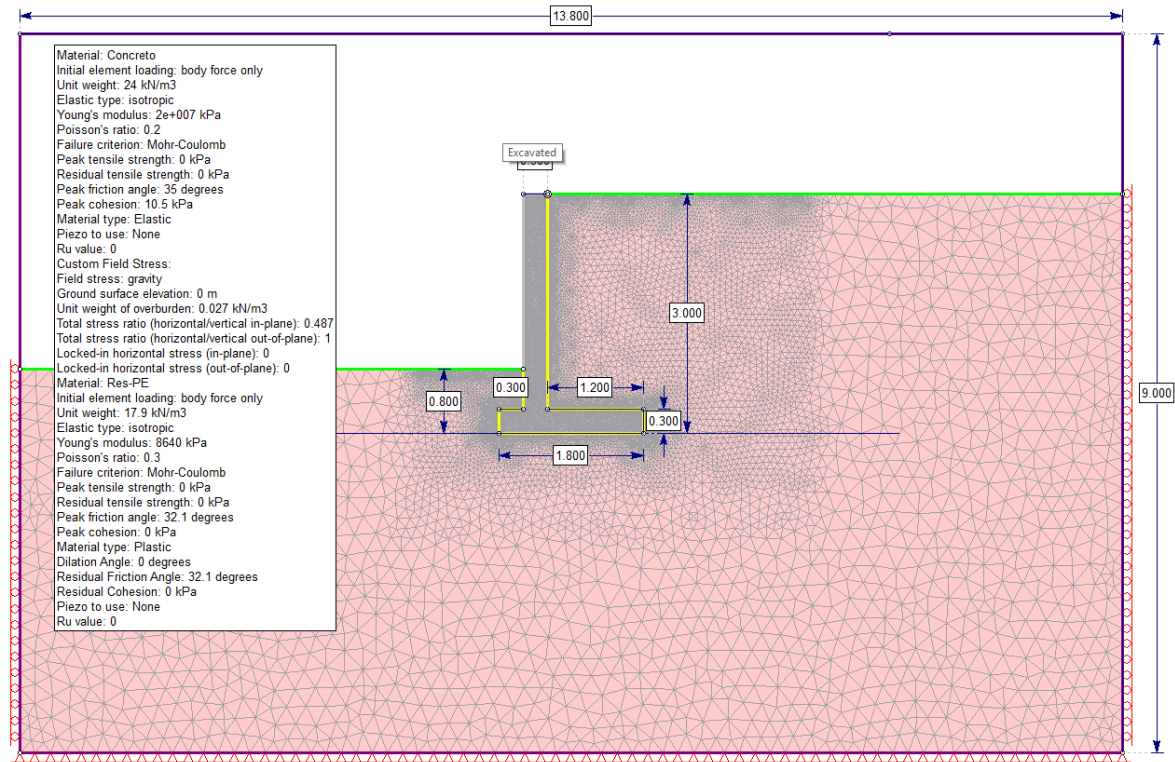 13.800
Material: Concreto
Initial element loading: body force only
Unit weight: 24 kN/m3
Elastic type: isotropic
Young's modulus: 2e+007 kPa
Poisson's ratio: 0.2
Failure criterion: Mohr-Coulomb
Peak tensile strength: 0 kPa
Residual tensile strength: 0 kPa
Peak friction angle: 35 degrees
Peak cohesion: 10.5 kPa
Material type: Elastic
Piezo to use: None
Ru value: 0
Custom Field Stress:
Field stress: gravity
Ground surface elevation: 0 m
Unit weight of overburden: 0.027 kN/m3
Total stress ratio (horizontal/vertical in-plane): 0.487
Total stress ratio (horizontal/vertical out-of-plane): 1
Locked-in horizontal stress (in-plane): 0
Locked-in horizontal stress (out-of-plane): 0
Material: Res-PE
Initial element loading: body force only
Unit weight: 17.9 kN/m3
Elastic type: isotropic
Young's modulus: 8640 kPa
Poisson's ratio: 0.3
Failure criterion: Mohr-Coulomb
Peak tensile strength: 0 kPa
Residual tensile strength: 0 kPa
Peak friction angle: 32.1 degrees
Peak cohesion: 0 kPa
Material type: Plastic
Dilation Angle: 0 degrees
Residual Friction Angle: 32.1 degrees
Residual Cohesion: 0 kPa
Piezo to use: None
Ru value: 0
Excavated
3.000
0.300
1.200
0.800
0.300
1.800
9.000